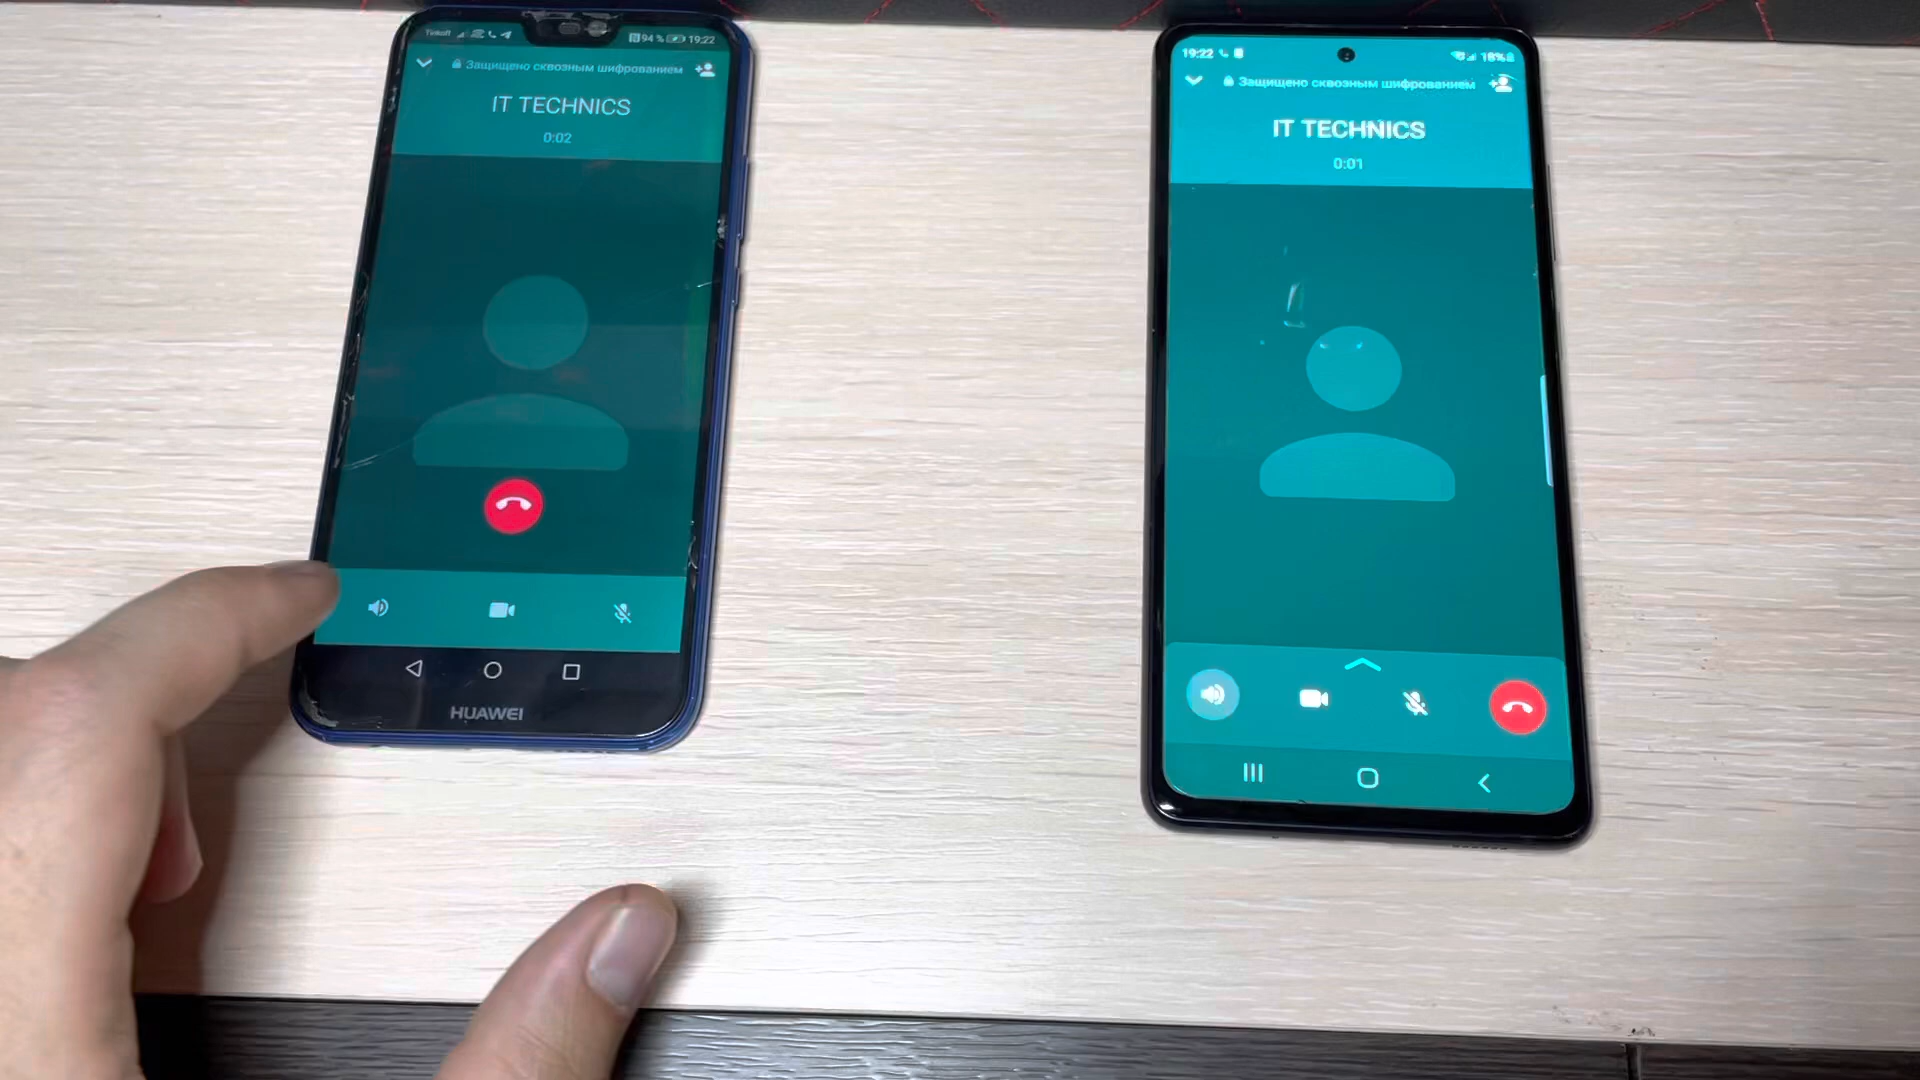 Tinkoff
94 %
19:22
Защищено сквозным шифрованием
IT TECHNICS
0:02
HUAWEI
19:22
18%
Защищено сквозным шифрованием
IT TECHNICS
0:01